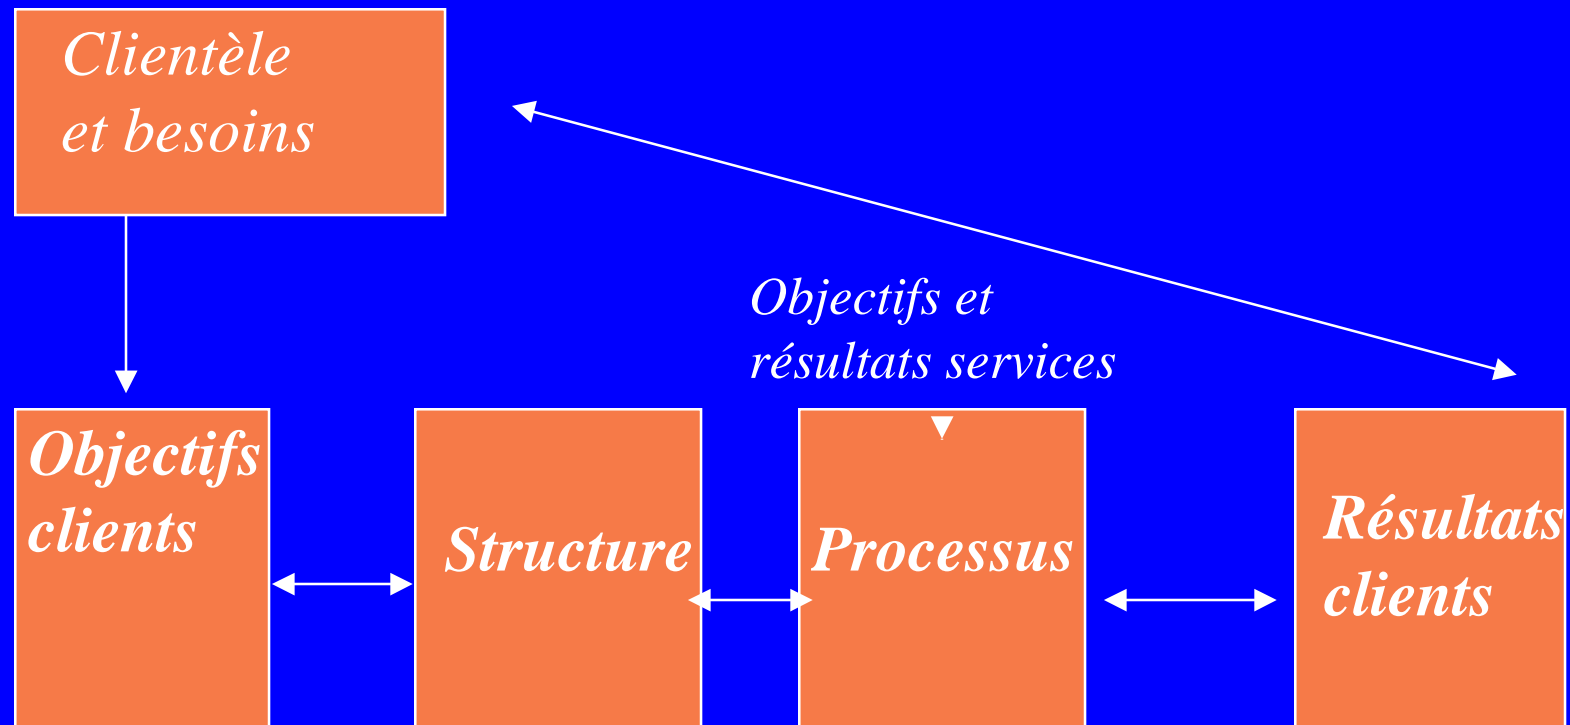 Clientèle
et besoins
Objectifs et
résultats services
Objectifs
clients
Structure
Processus
Résultats
clients